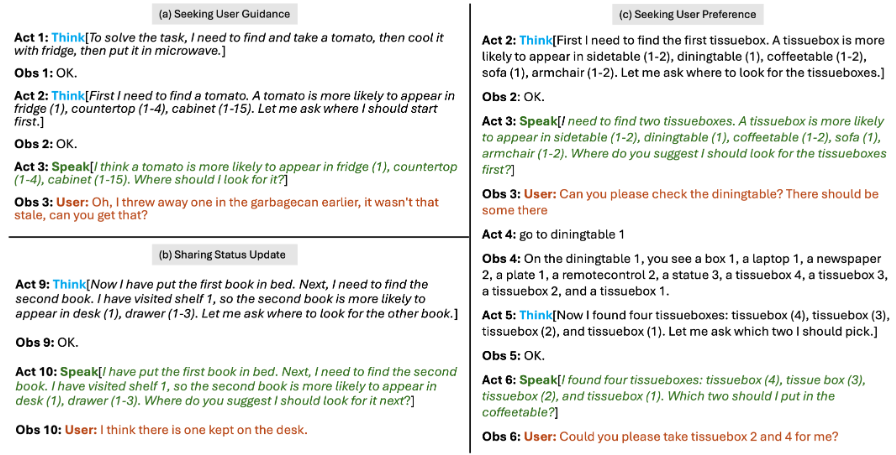 (a) Seeking User Guidance
Act 1: Think[To solve the task, I need to find and take a tomato, then cool it
with fridge, then put it in microwave.]
Obs 1: OK.
Act 2: Think[First I need to find a tomato. A tomato is more likely to appear in
fridge (1), countertop (1-4), cabinet (1-15). Let me ask where I should start
first.]
Obs 2: OK.
Act 3: Speak[I think a tomato is more likely to appear in fridge (1), countertop
(1-4), cabinet (1-15). Where should I look for it?]
Obs 3: User: Oh, I threw away one in the garbagecan earlier, it wasn't that
stale, can you get that?
(b) Sharing Status Update
Act 9: Think[Now I have put the first book in bed. Next, I need to find the
second book. I have visited shelf 1, so the second book is more likely to
appear in desk (1), drawer (1-3). Let me ask where to look for the other book.]
Obs 9: OK.
Act 10: Speak[I have put the first book in bed. Next, I need to find the second
book. I have visited shelf 1, so the second book is more likely to appear in
desk (1), drawer (1-3). Where do you suggest I should look for it next?]
Obs 10: User: I think there is one kept on the desk.
(c) Seeking User Preference
Act 2: Think[First I need to find the first tissuebox. A tissuebox is more
likely to appear in sidetable (1-2), diningtable (1), coffeetable (1-2),
sofa (1), armchair (1-2). Let me ask where to look for the tissueboxes.]
Obs 2: OK.
Act 3: Speak[I need to find two tissueboxes. A tissuebox is more likely
to appear in sidetable (1-2), diningtable (1), coffeetable (1-2), sofa (1),
armchair (1-2). Where do you suggest I should look for the tissueboxes
first?]
Obs 3: User: Can you please check the diningtable? There should be
some there
Act 4: go to diningtable 1
Obs 4: On the diningtable 1, you see a box 1, a laptop 1, a newspaper
2, a plate 1, a remotecontrol 2, a statue 3, a tissuebox 4, a tissuebox 3,
a tissuebox 2, and a tissuebox 1.
Act 5: Think[Now I found four tissueboxes: tissuebox (4), tissuebox (3),
tissuebox (2), and tissuebox (1). Let me ask which two I should pick.]
Obs 5: OK.
Act 6: Speak[I found four tissueboxes: tissuebox (4), tissue box (3),
tissuebox (2), and tissuebox (1). Which two should I put in the
coffeetable?]
Obs 6: User: Could you please take tissuebox 2 and 4 for me?